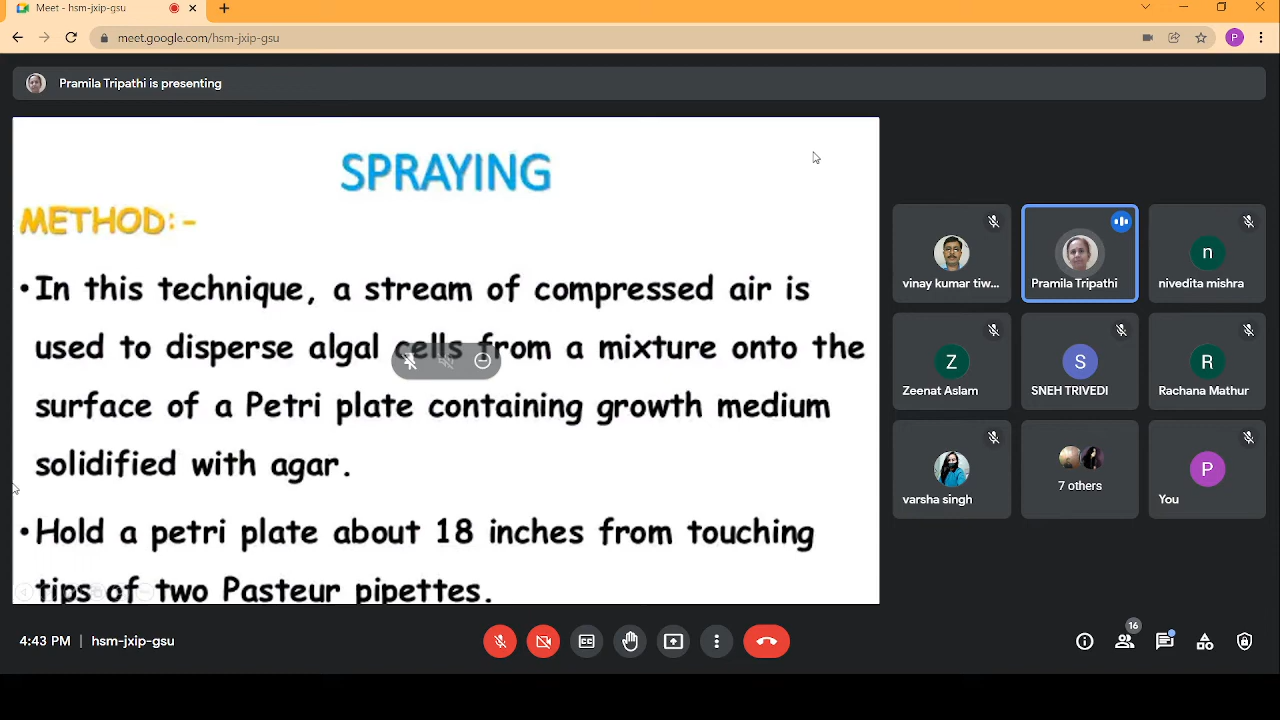 Meet - hsm-jxip-gsu
meet.google.com/hsm-jxip-gsu
P
Pramila Tripathi is presenting
SPRAYING
METHOD:-
• In this technique, a stream of compressed air is
used to disperse algal cells from a mixture onto the
surface of a Petri plate containing growth medium
solidified with agar.
• Hold a petri plate about 18 inches from touching
tips of two Pasteur pipettes.
vinay kumar tiw...
Pramila Tripathi
n
nivedita mishra
Z
Zeenat Aslam
S
SNEH TRIVEDI
R
Rachana Mathur
varsha singh
7 others
P
You
4:43 PM | hsm-jxip-gsu
CC
16